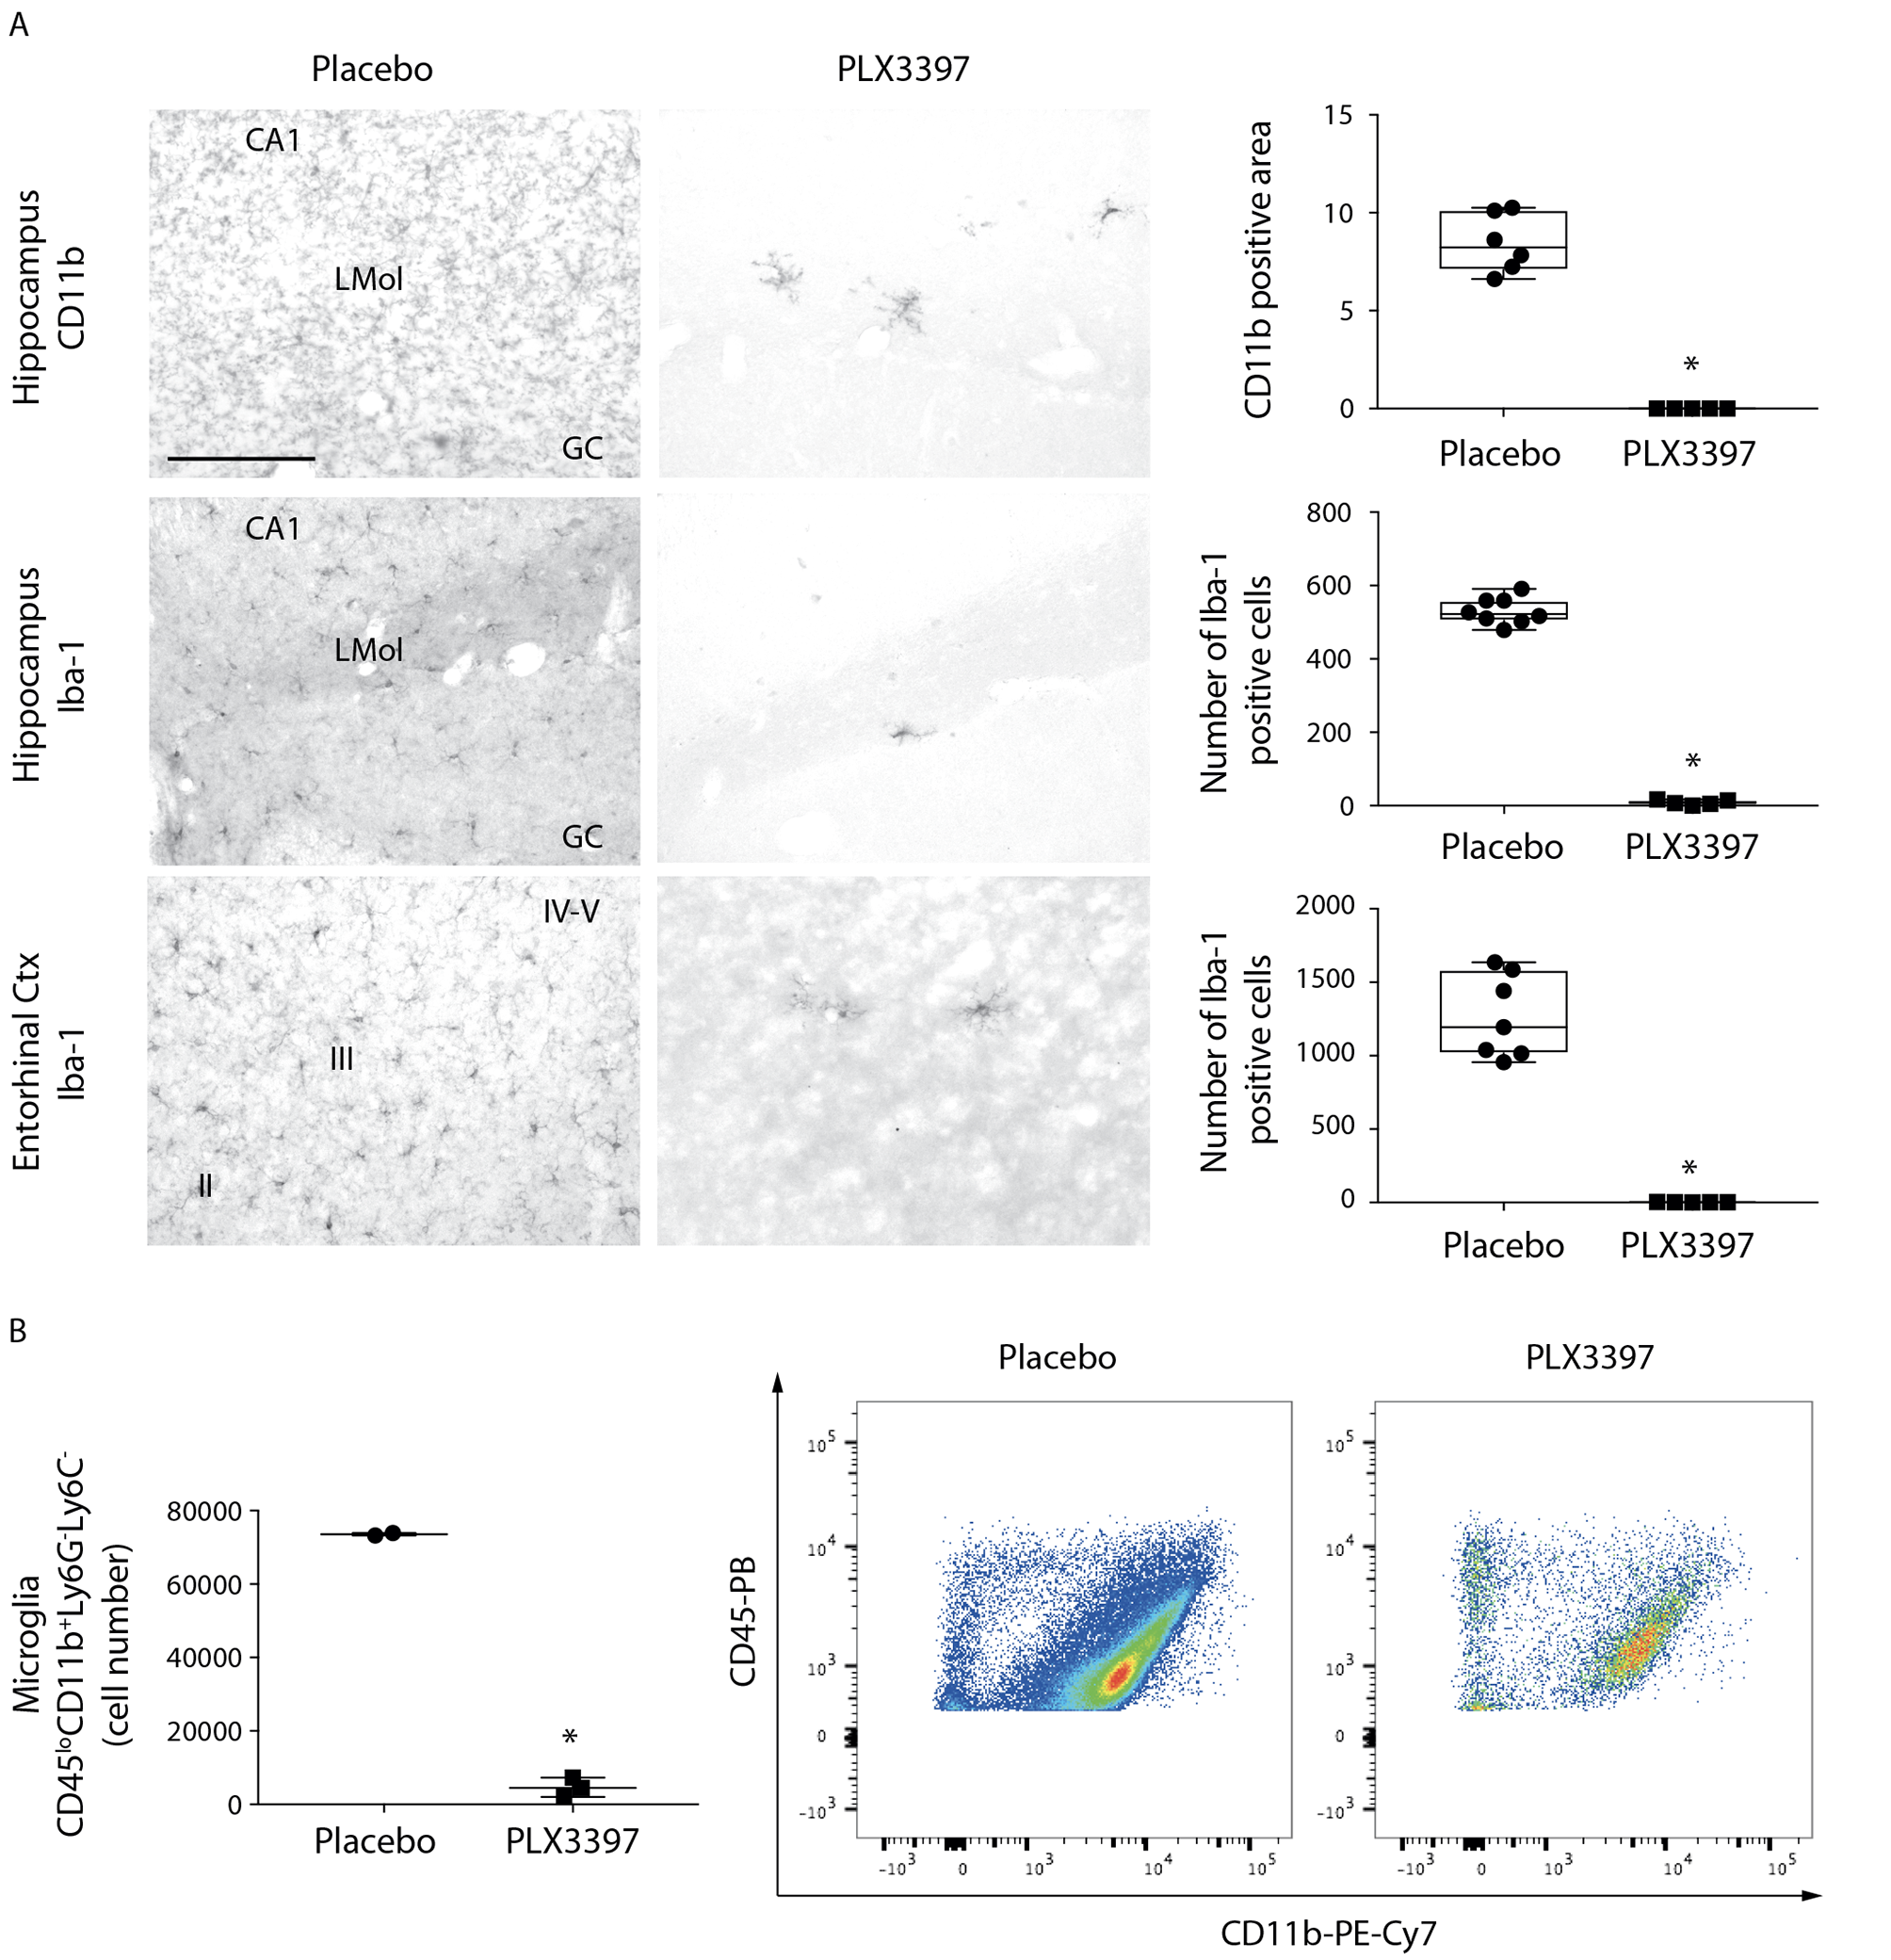 A
Placebo
PLX3397
Hippocampus
CD11b
CA1
LMol
GC
CD11b positive area
15
10
5
0
*
Placebo
PLX3397
Hippocampus
Iba-1
CA1
LMol
GC
Number of Iba-1
positive cells
800
600
400
200
0
*
Placebo
PLX3397
Entorhinal Ctx
Iba-1
IV-V
III
II
Number of Iba-1
positive cells
2000
1500
1000
500
0
*
Placebo
PLX3397
B
Microglia
CD45loCD11b+Ly6G-Ly6C-
(cell number)
80000
60000
40000
20000
0
*
Placebo
PLX3397
Placebo
PLX3397
CD45-PB
105
104
103
0
-103
-103
0
103
104
105
105
104
103
0
-103
-103
0
103
104
105
CD11b-PE-Cy7